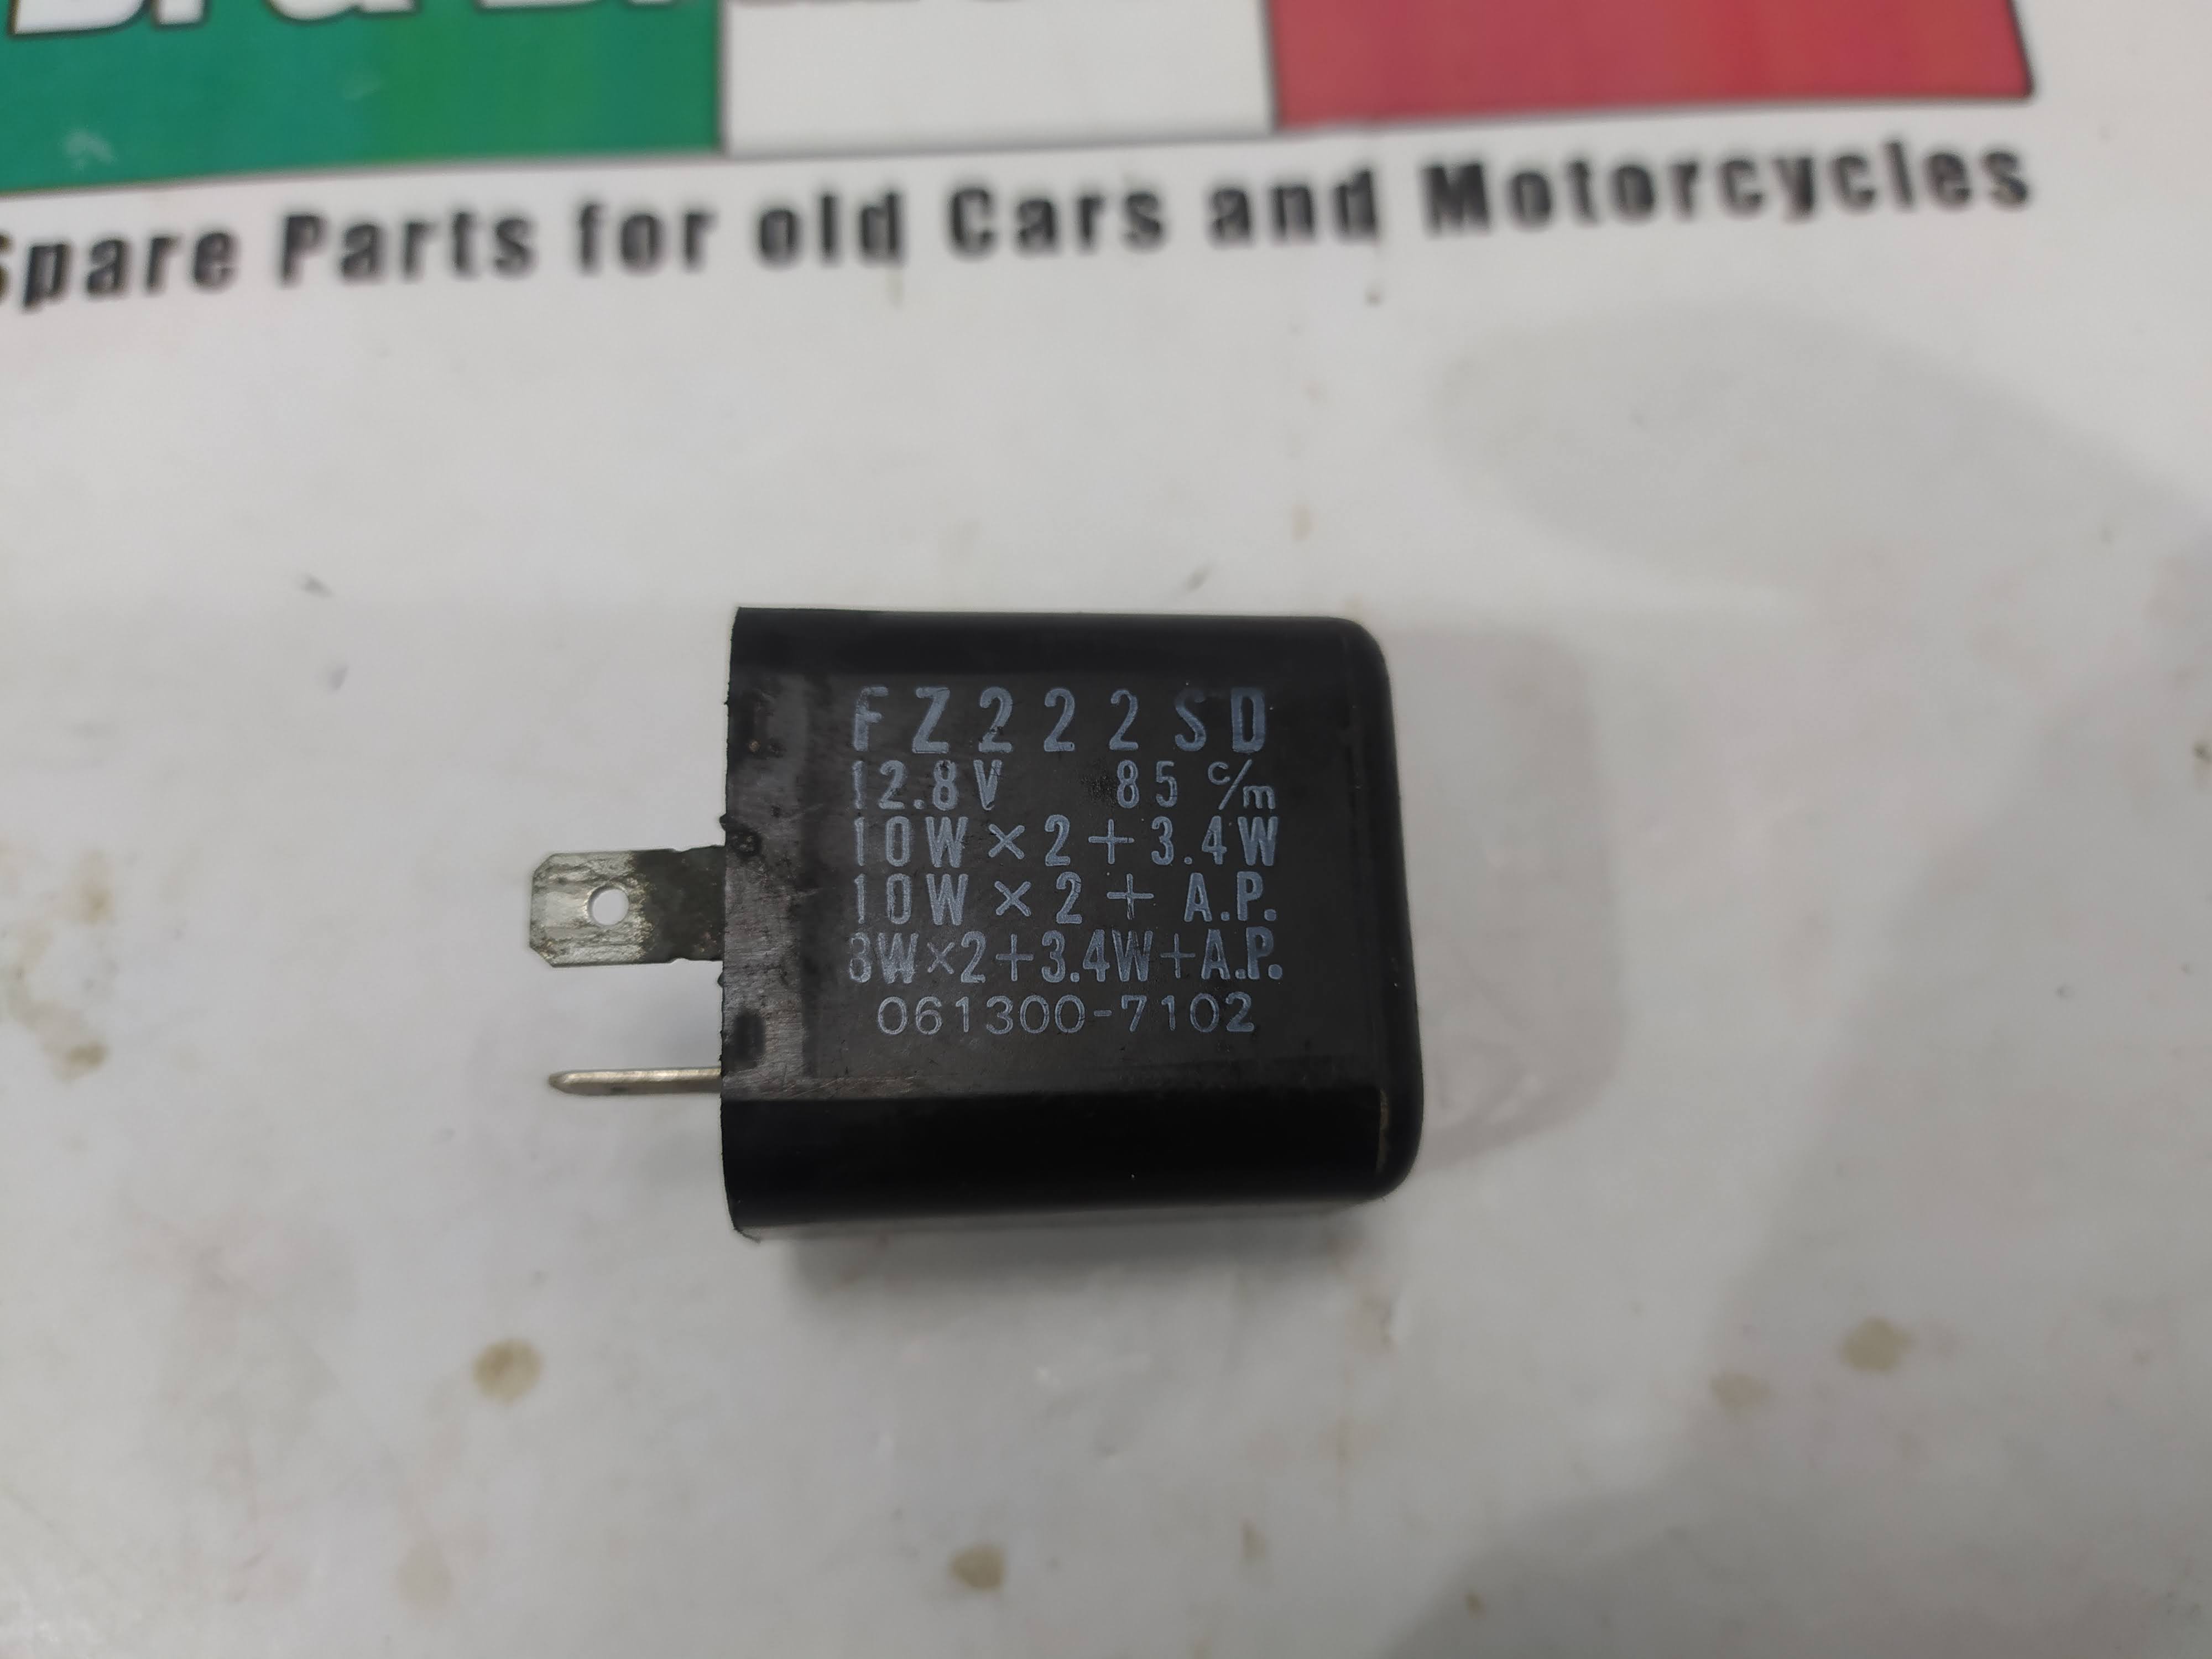 Spare Parts for old Cars and Motorcycles
FZ222SD
12.8V 85 c/m
10W × 2 + 3.4W
10W × 2 + A.P.
8W×2+3.4W+A.P.
061300-7102